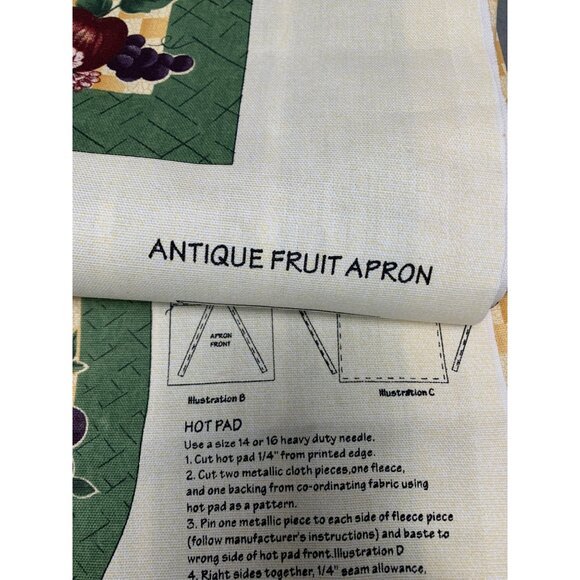 ANTIQUE FRUIT APRON
APRON
FRONT
Illustration B
Illustration C
HOT PAD
Use a size 14 or 16 heavy duty needle.
1. Cut hot pad 1/4" from printed edge.
2. Cut two metallic cloth pieces,one fleece,
and one backing from co-ordinating fabric using
hot pad as a pattern.
3. Pin one metallic piece to each side of fleece piece
(follow manufacturer's instructions) and baste to
wrong side of hot pad front.Illustration D
4. Right sides together, 1/4" seam allowance,